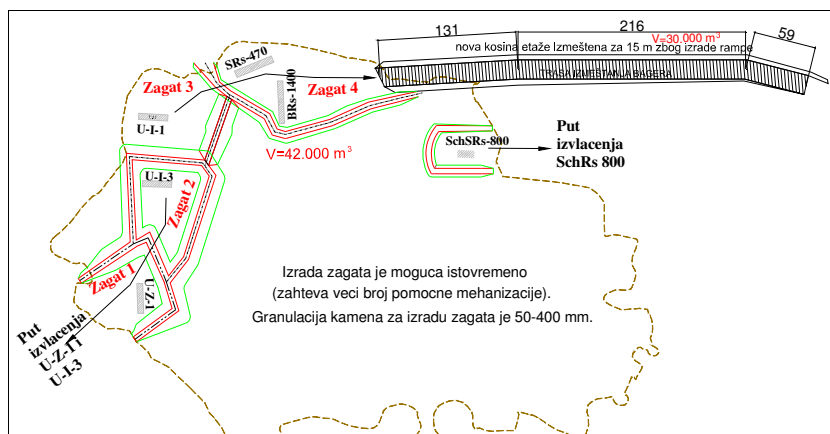 131
216
59
V=30.000 m³
nova kosina etaže Izmeštena za 15 m zbog izrade rampe
TRASA IZMEŠTANJA BAGERA
SRs-470
Zagat 3
BRs-1400
Zagat 4
U-I-1
V=42.000 m³
SchSRs-800
Put
izvlacenja
SchRs 800
U-I-3
Zagat 2
Zagat 1
U-Z-1
Izrada zagata je moguca istovremeno
(zahteva veci broj pomocne mehanizacije).
Granulacija kamena za izradu zagata je 50-400 mm.
Put
izvlacenja
U-Z-1 i
U-I-3